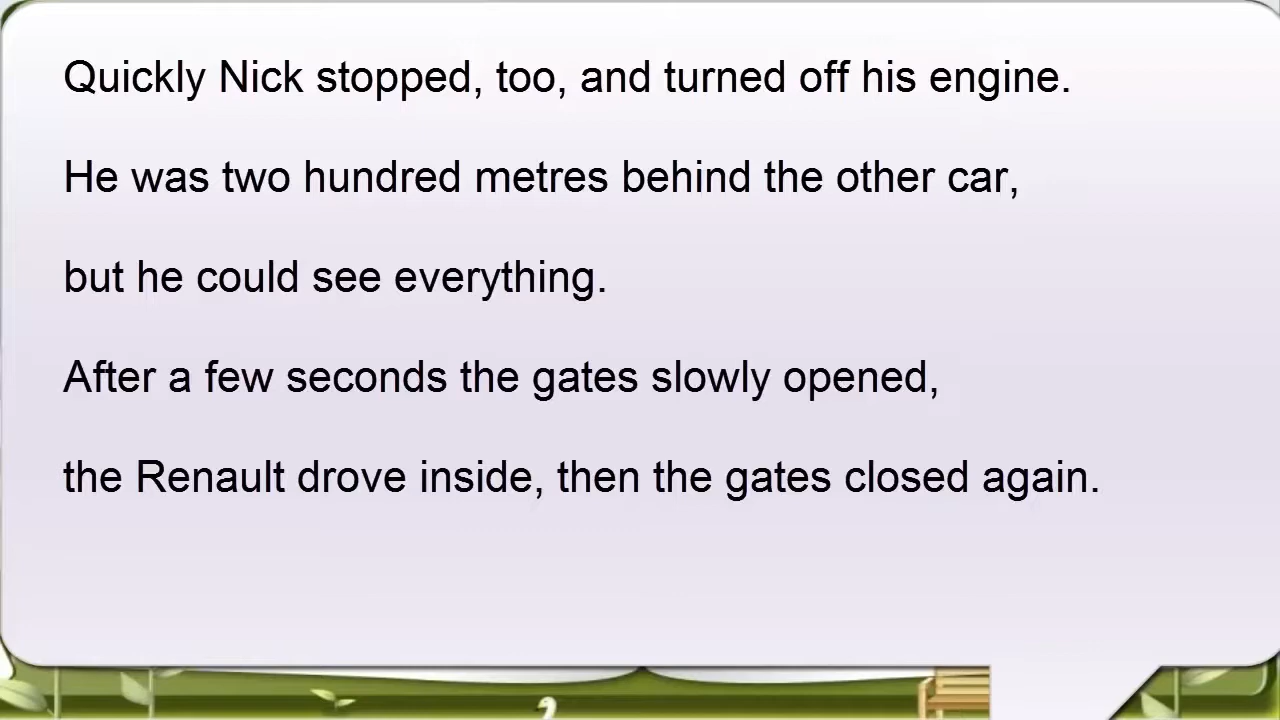 Quickly Nick stopped, too, and turned off his engine.
He was two hundred metres behind the other car,
but he could see everything.
After a few seconds the gates slowly opened,
the Renault drove inside, then the gates closed again.